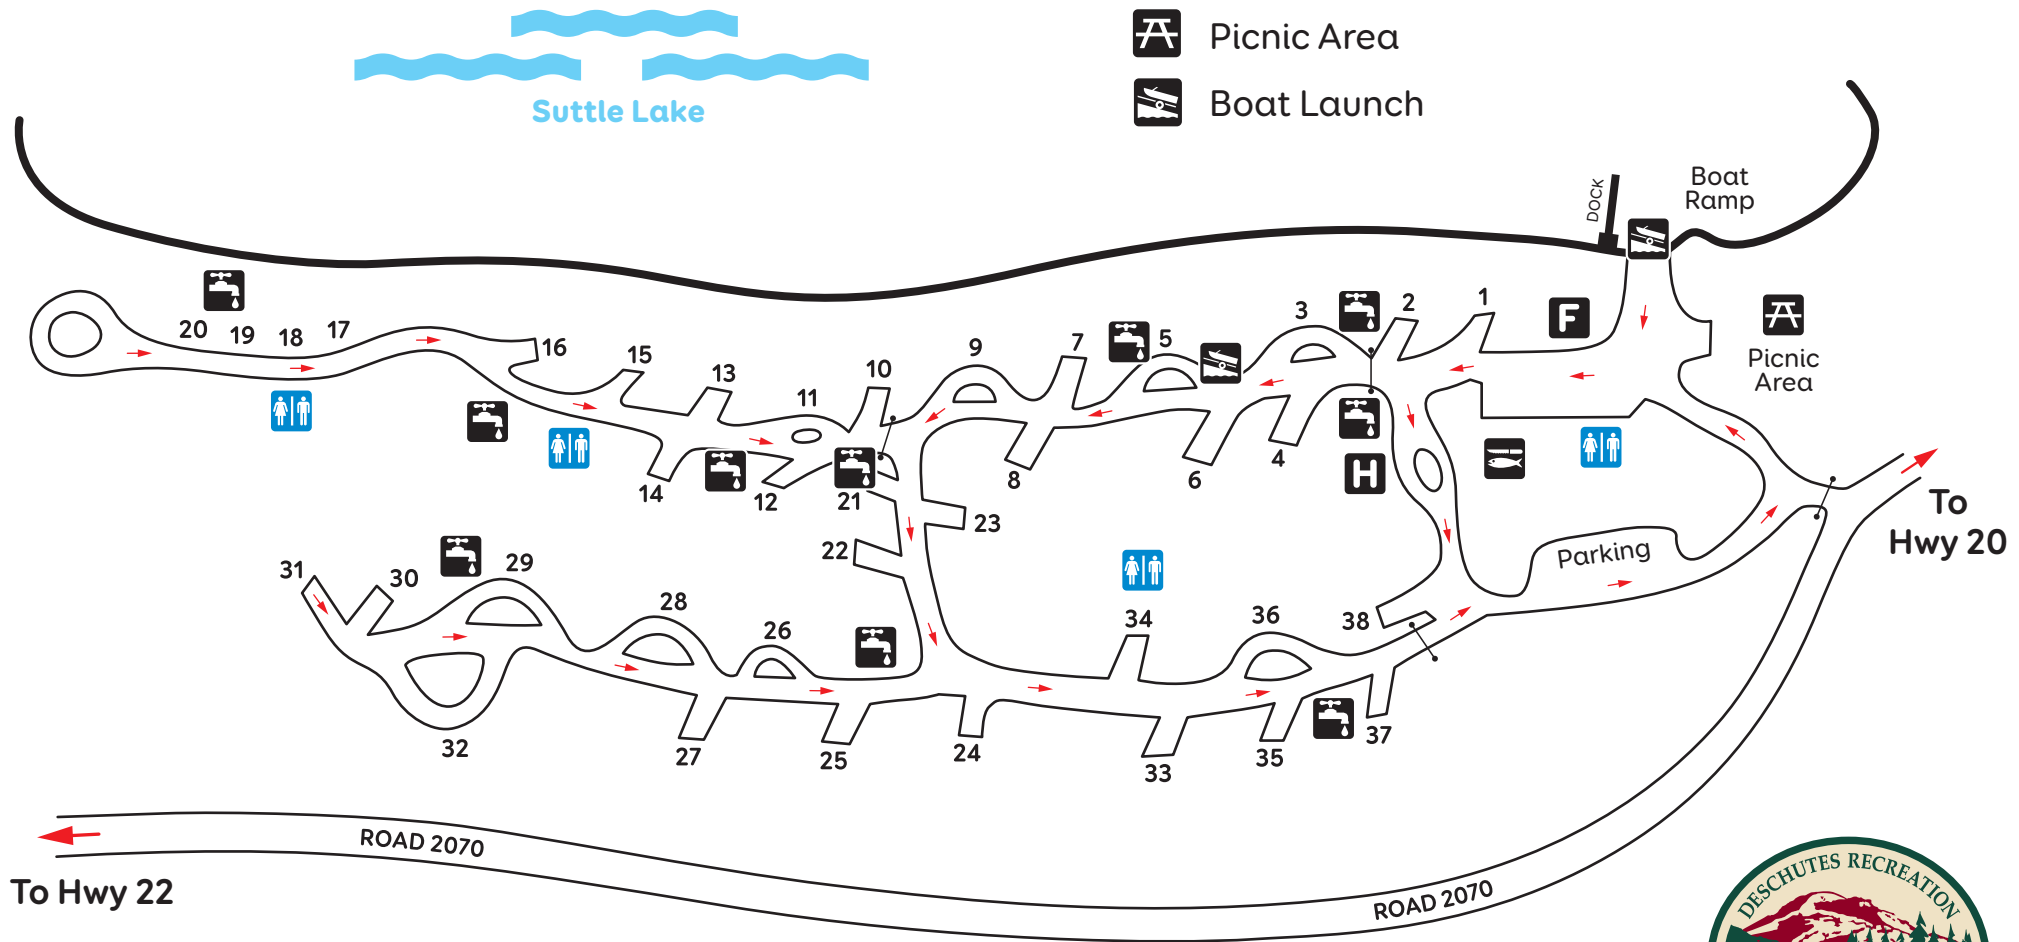 Picnic Area
Boat Launch
Suttle Lake
DOCK
Boat
Ramp
F
1
2
3
5
7
9
10
11
13
15
16
17
18
19
20
Picnic
Area
4
6
8
H
12
14
21
22
23
To
Hwy 20
Parking
31
30
29
28
26
34
36
38
32
27
25
24
33
35
37
ROAD 2070
To Hwy 22
ROAD 2070
DESCHUTES RECREATION